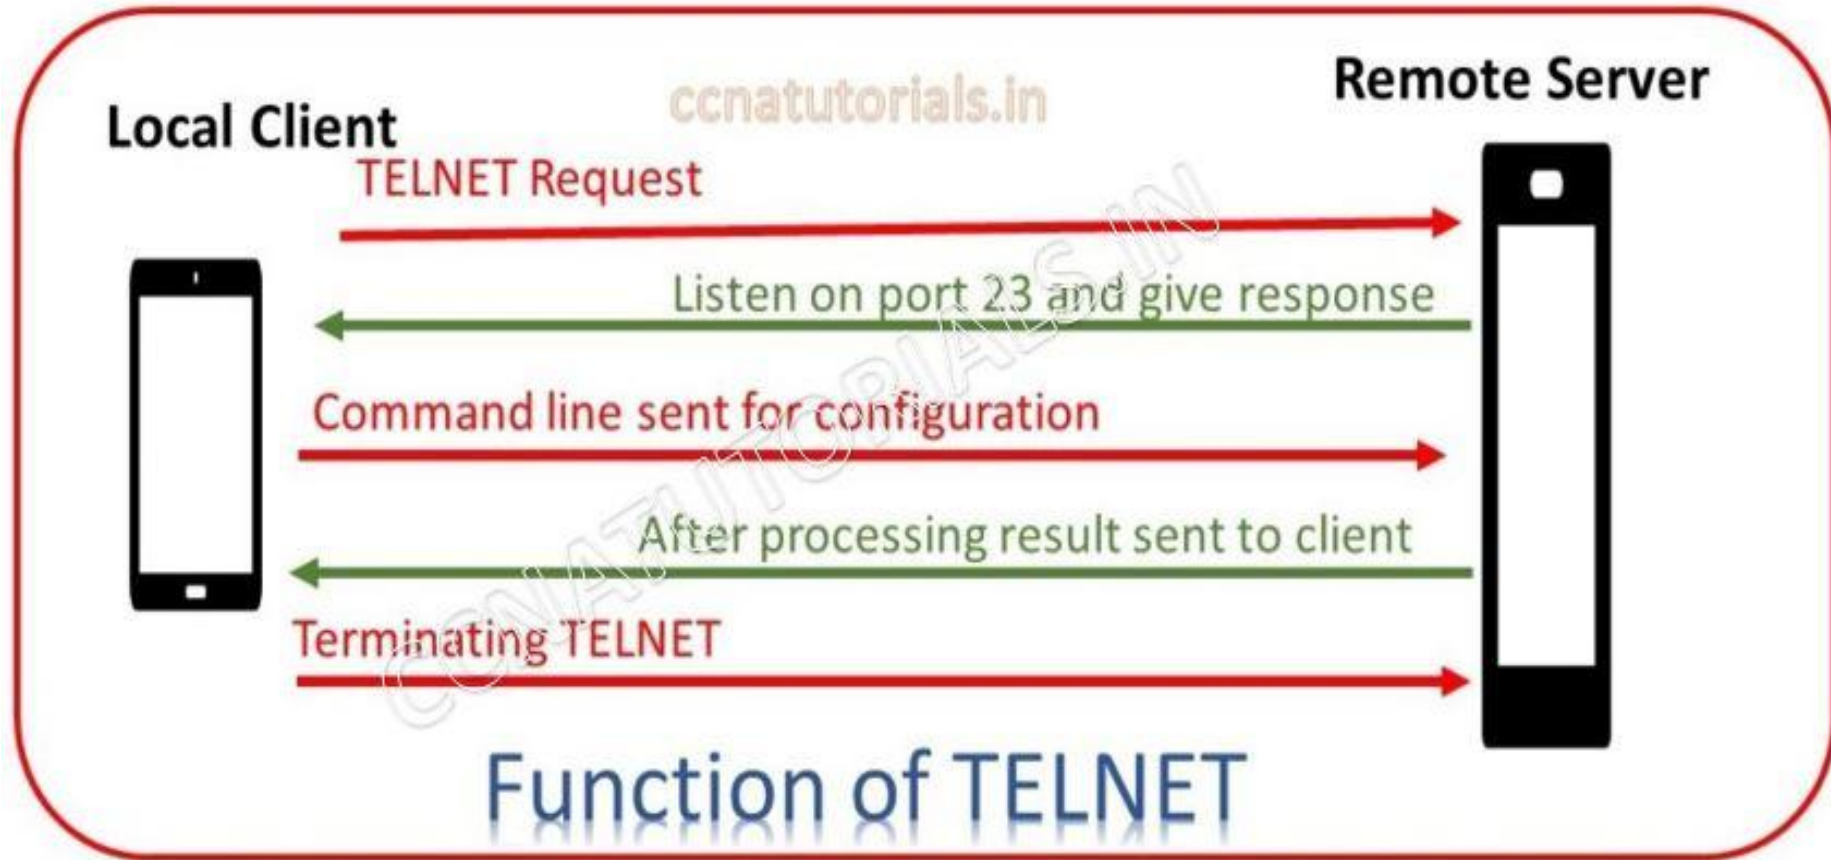 ccnatutorials.in
Remote Server
Local Client
TELNET Request
Listen on port 23 and give response
Command line sent for configuration
After processing result sent to client
Terminating TELNET
CCNATUTORIALS.IN
Function of TELNET